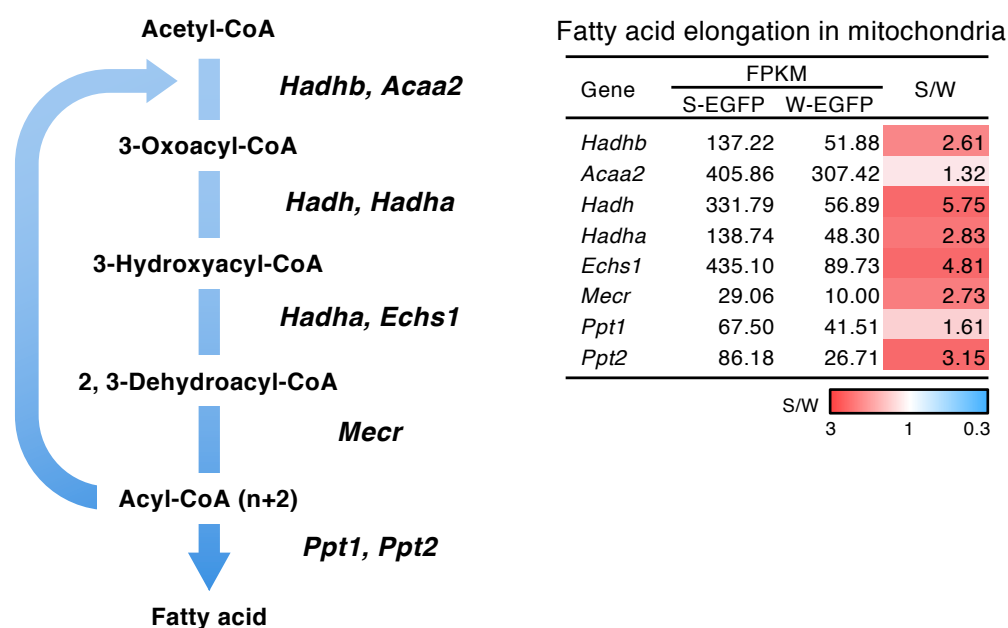 Acetyl-CoA
Hadhb, Acaa2
3-Oxoacyl-CoA
Hadh, Hadha
3-Hydroxyacyl-CoA
Hadha, Echs1
2, 3-Dehydroacyl-CoA
Mecr
Acyl-CoA (n+2)
Ppt1, Ppt2
Fatty acid
Fatty acid elongation in mitochondria
Gene FPKM S/W
S-EGFP W-EGFP
Hadhb 137.22 51.88 2.61
Acaa2 405.86 307.42 1.32
Hadh 331.79 56.89 5.75
Hadha 138.74 48.30 2.83
Echs1 435.10 89.73 4.81
Mecr 29.06 10.00 2.73
Ppt1 67.50 41.51 1.61
Ppt2 86.18 26.71 3.15
S/W
3 1 0.3